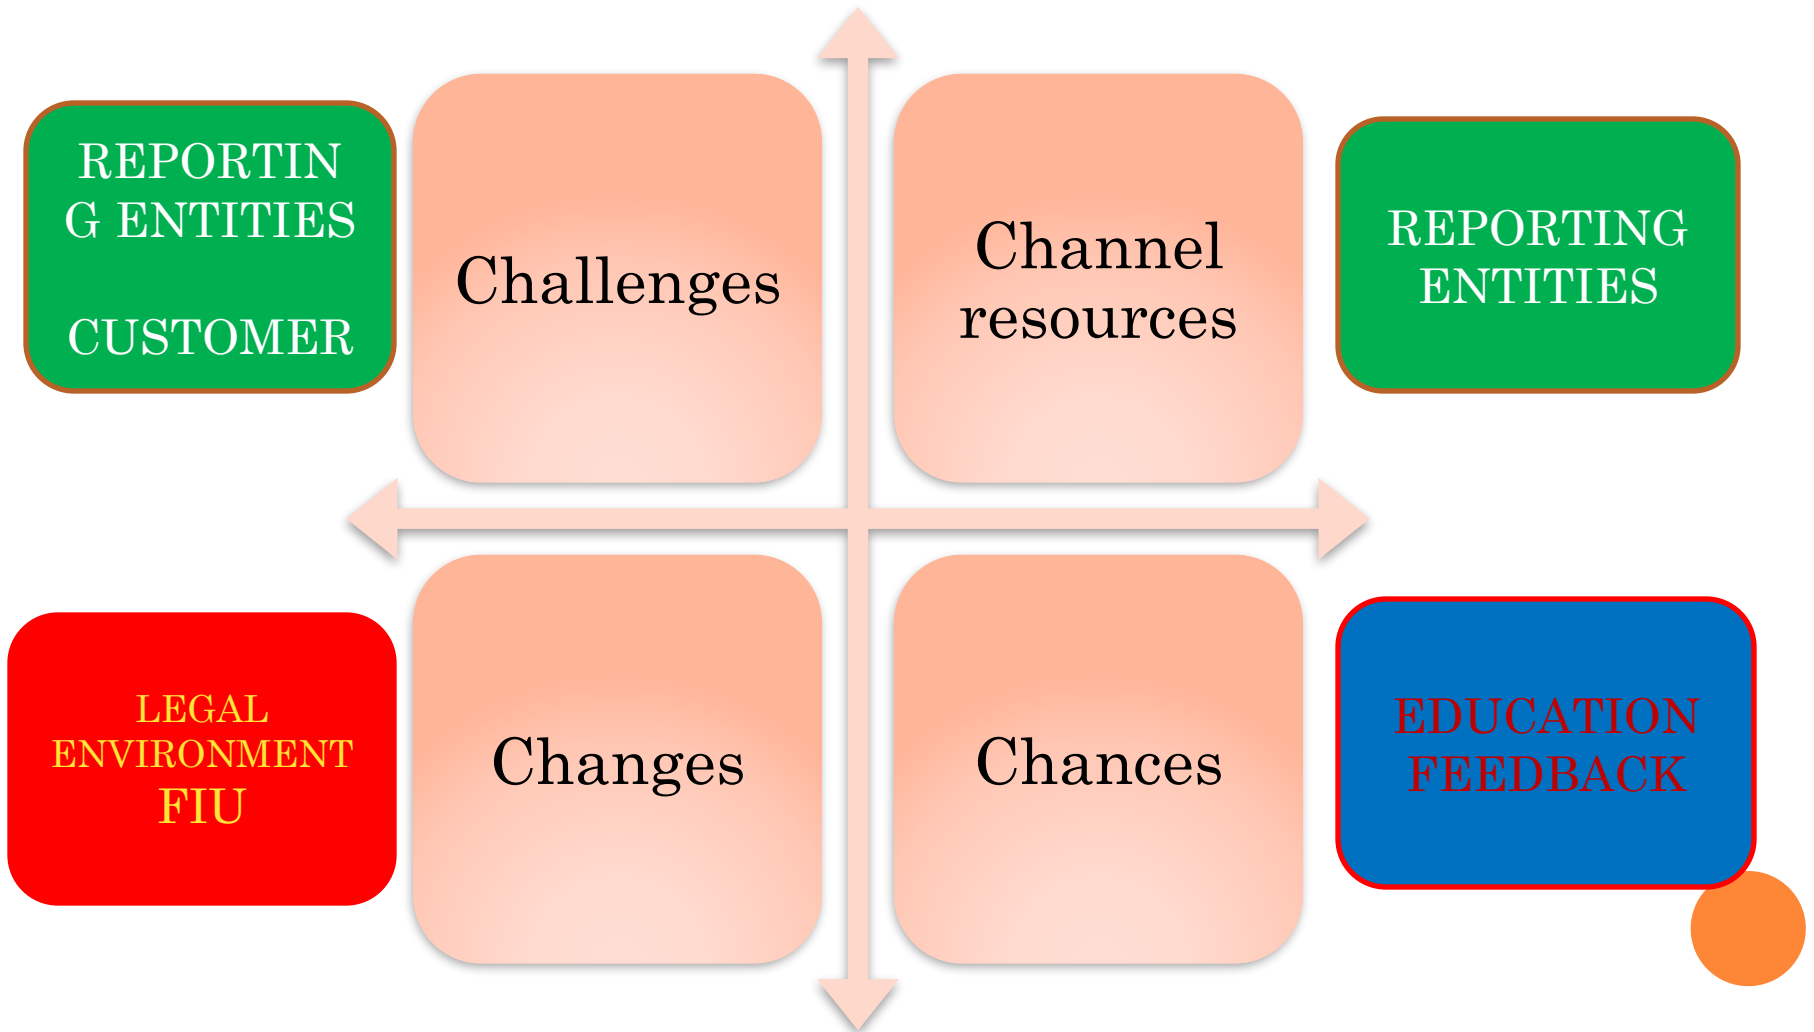 REPORTIN
G ENTITIES
CUSTOMER
Challenges
Channel
resources
REPORTING
ENTITIES
LEGAL
ENVIRONMENT
FIU
Changes
Chances
EDUCATION
FEEDBACK